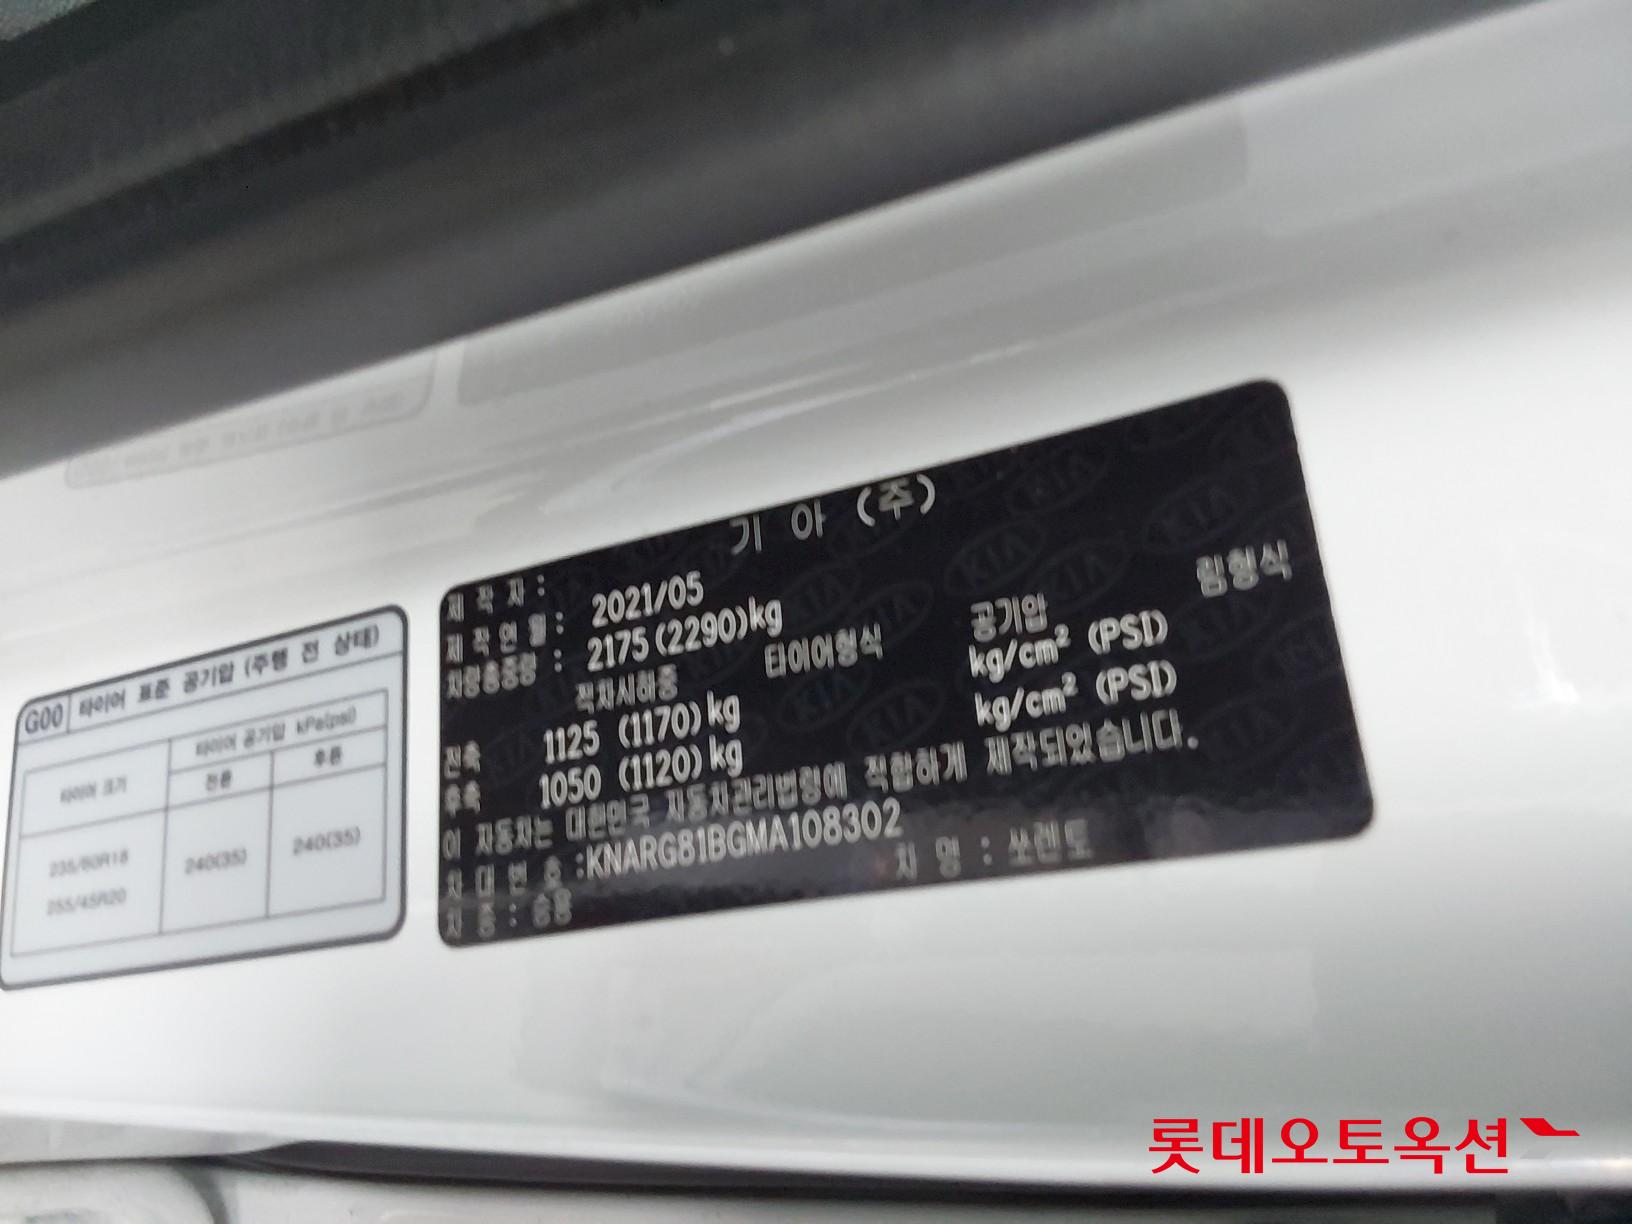 G00 타이어 표준 공기압 (주행 전 상태)
타이어 크기
타이어 공기압 kPa(psi)
전륜
후륜
235/60R18
255/45R20
240(35)
240(35)
제 작 자 : 기 아 (주)
제 작 연 월 : 2021/05
차량총중량 : 2175 (2290)kg
적차시하중 타이어형식 공기압 림형식
전축 1125 (1170) kg kg/cm² (PSI)
후축 1050 (1120) kg kg/cm² (PSI)
이 자동차는 대한민국 자동차관리법령에 적합하게 제작되었습니다.
차 대 번 호 :KNARG81BGMA108302
차 종 : 승용 차 명 : 쏘렌토
KIA
롯데오토옥션